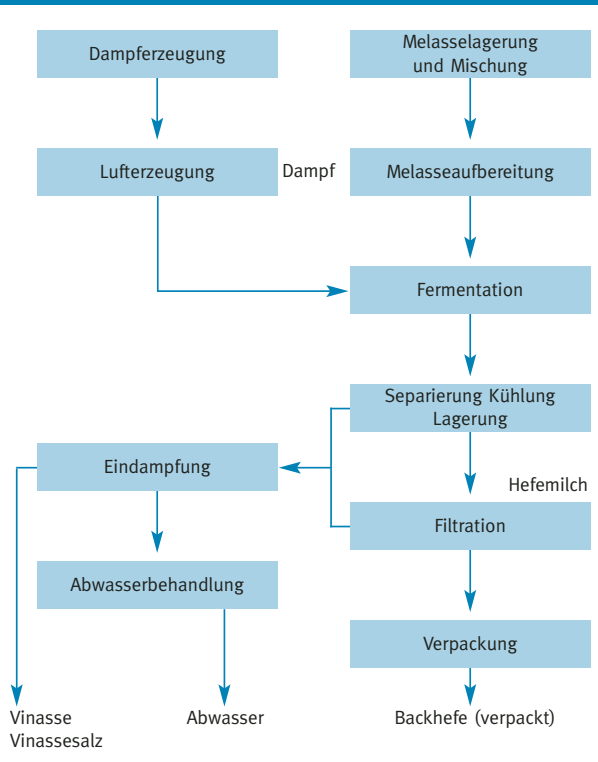 Dampferzeugung
Melasselagerung
und Mischung
Lufterzeugung
Dampf
Melasseaufbereitung
Fermentation
Separierung Kühlung
Lagerung
Eindampfung
Hefemilch
Filtration
Abwasserbehandlung
Verpackung
Vinasse
Vinassesalz
Abwasser
Backhefe (verpackt)